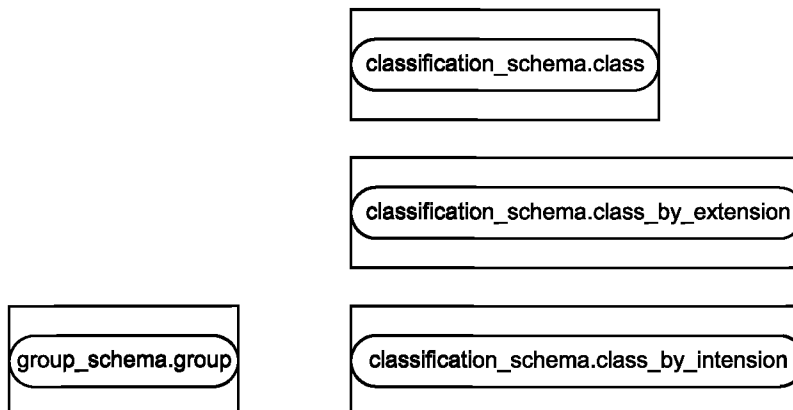 classification_schema.class
classification_schema.class_by_extension
group_schema.group
classification_schema.class_by_intension